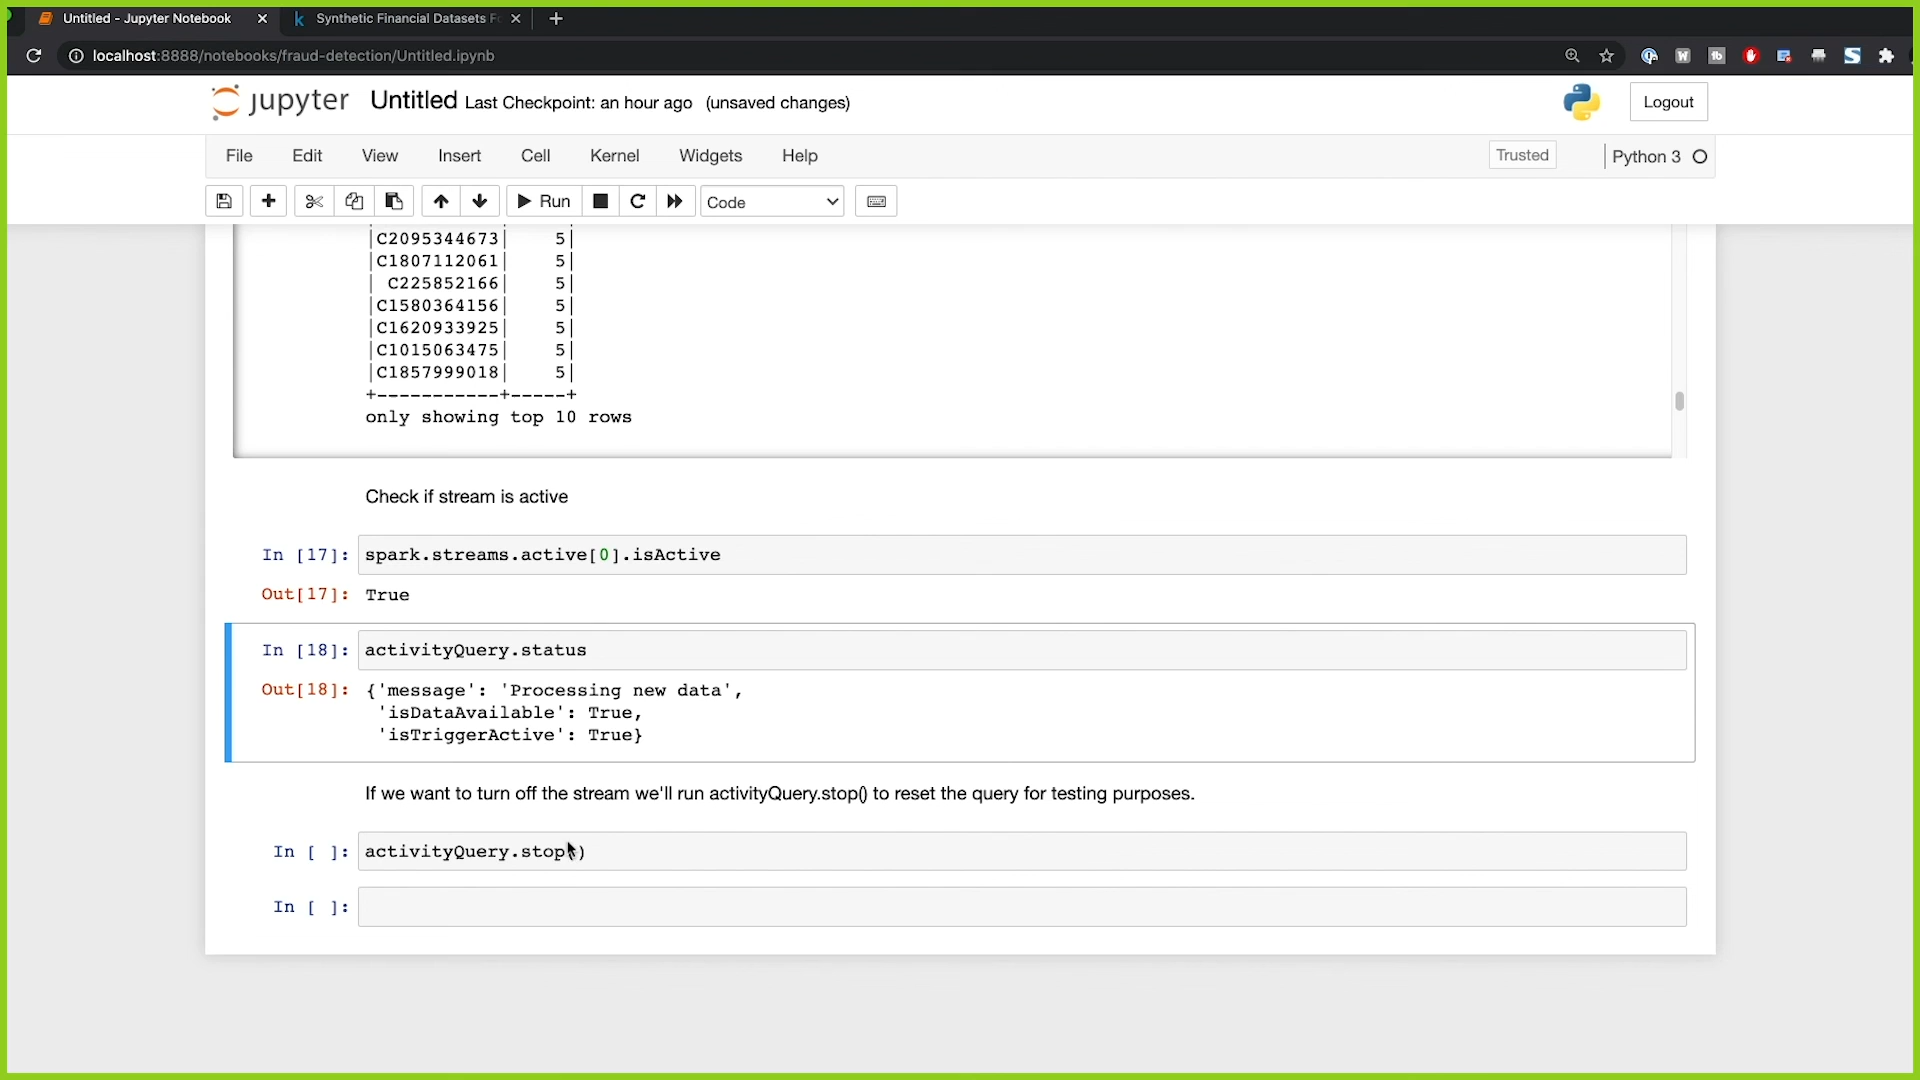 Untitled - Jupyter Notebook
Synthetic Financial Datasets Fo
localhost:8888/notebooks/fraud-detection/Untitled.ipynb
jupyter Untitled Last Checkpoint: an hour ago (unsaved changes)
Logout
File Edit View Insert Cell Kernel Widgets Help
Trusted
Python 3
Run
Code
|C2095344673|    5|
|C1807112061|    5|
| C225852166|    5|
|C1580364156|    5|
|C1620933925|    5|
|C1015063475|    5|
|C1857999018|    5|
+-----------+-----+
only showing top 10 rows
Check if stream is active
In [17]: spark.streams.active[0].isActive
Out[17]: True
In [18]: activityQuery.status
Out[18]: {'message': 'Processing new data',
'isDataAvailable': True,
'isTriggerActive': True}
If we want to turn off the stream we'll run activityQuery.stop() to reset the query for testing purposes.
In [ ]: activityQuery.stop()
In [ ]: